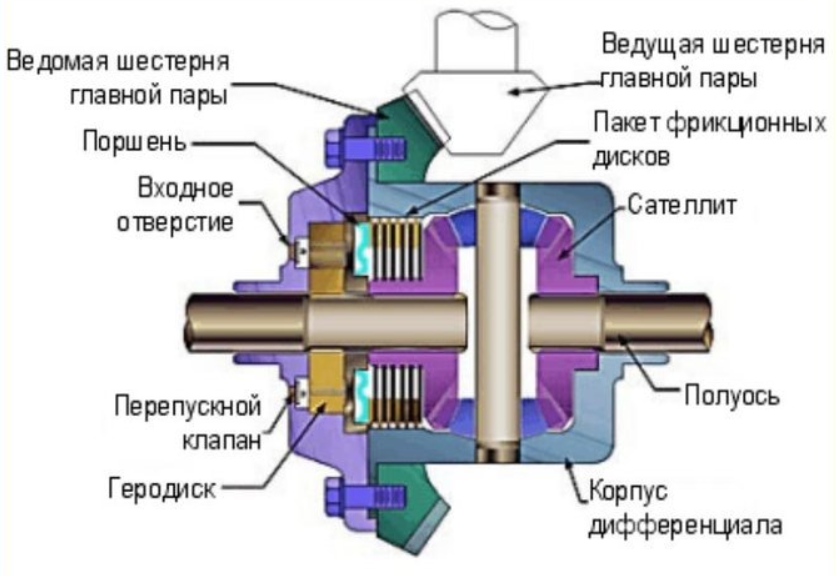 Ведущая шестерня
главной пары
Ведомая шестерня
главной пары
Пакет фрикционных
дисков
Поршень
Входное
отверстие
Сателлит
Полуось
Перепускной
клапан
Геродиск
Корпус
дифференциала